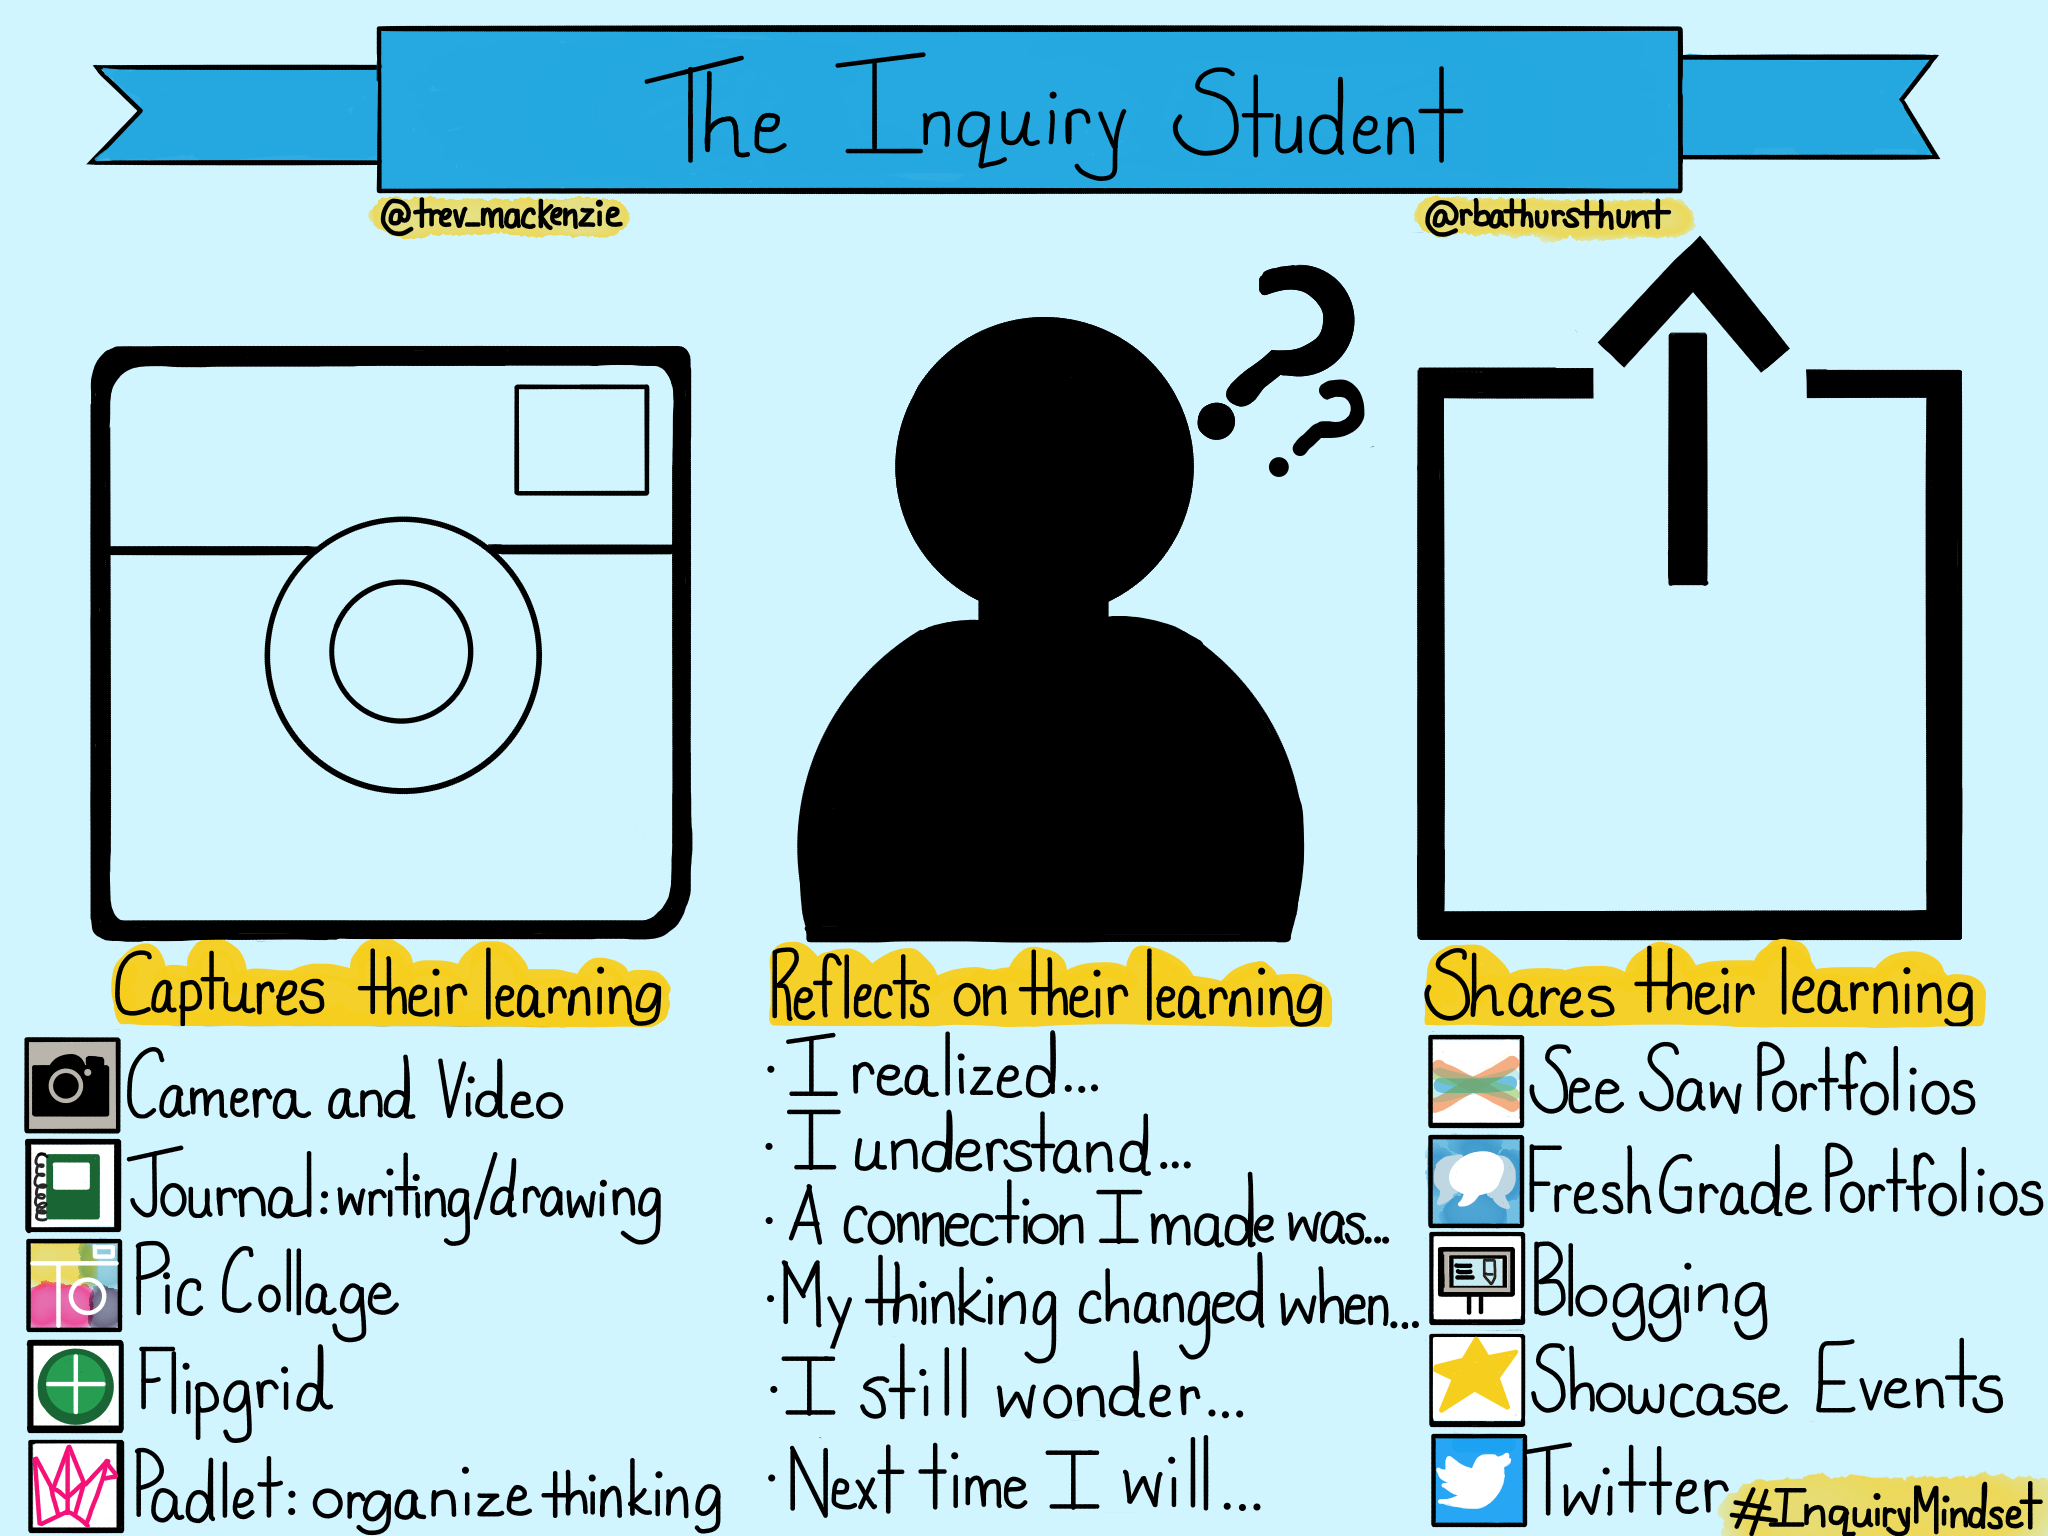 The Inquiry Student
@trev_mackenzie
@rbathursthunt
Captures their learning
Camera and Video
Journal: writing/drawing
Pic Collage
Flipgrid
Padlet: organize thinking
Reflects on their learning
· I realized...
· I understand...
· A connection I made was...
· My thinking changed when...
· I still wonder...
· Next time I will...
Shares their learning
See Saw Portfolios
FreshGrade Portfolios
Blogging
Showcase Events
Twitter
#InquiryMindset